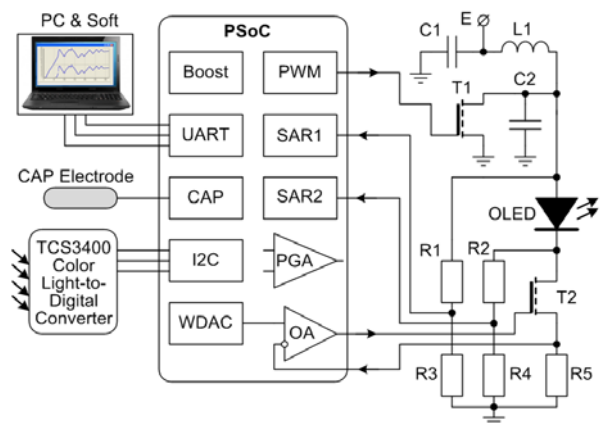 PC & Soft
PSoC
E
C1
L1
Boost
PWM
T1
C2
UART
SAR1
CAP Electrode
CAP
SAR2
OLED
TCS3400
Color
Light-to-
Digital
Converter
I2C
PGA
R1
R2
T2
WDAC
OA
R3
R4
R5